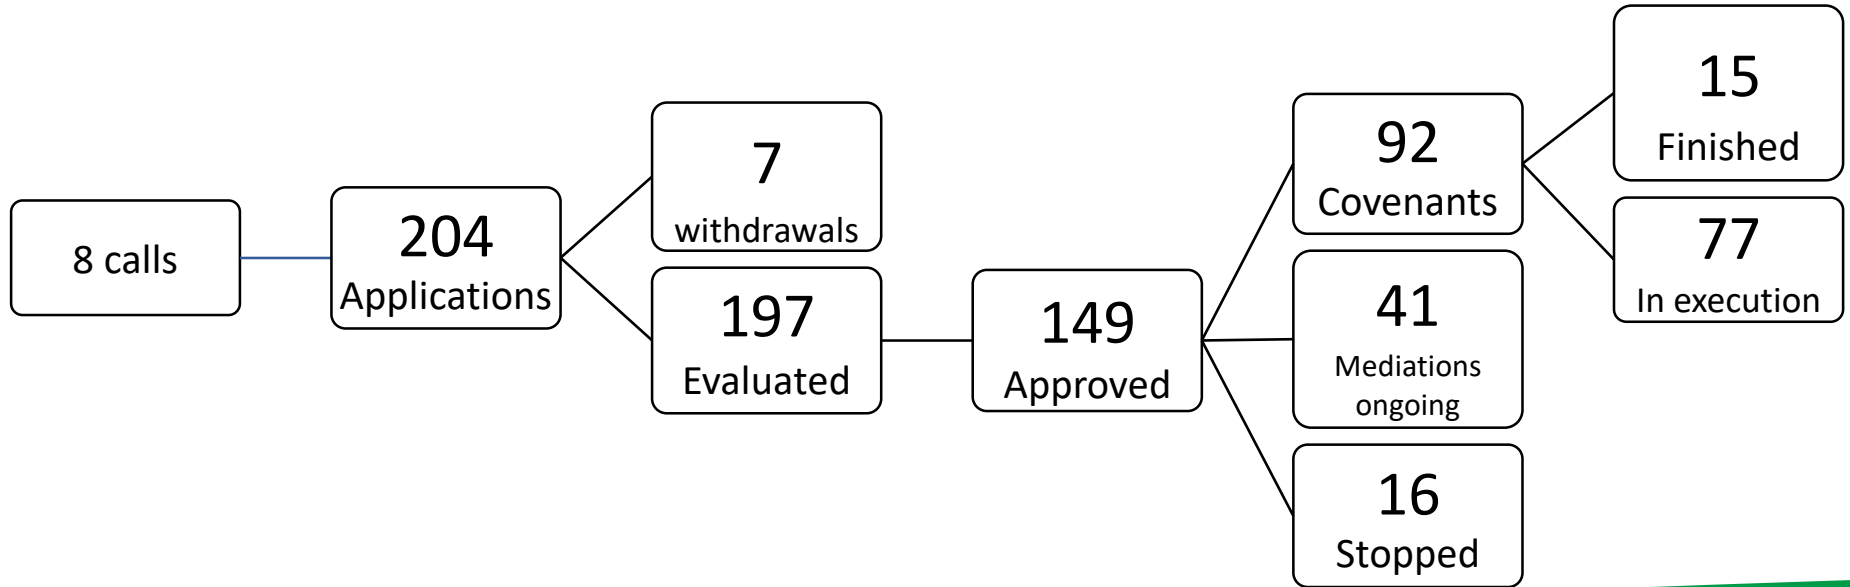 8 calls
204
Applications
7
withdrawals
197
Evaluated
149
Approved
92
Covenants
41
Mediations
ongoing
16
Stopped
15
Finished
77
In execution